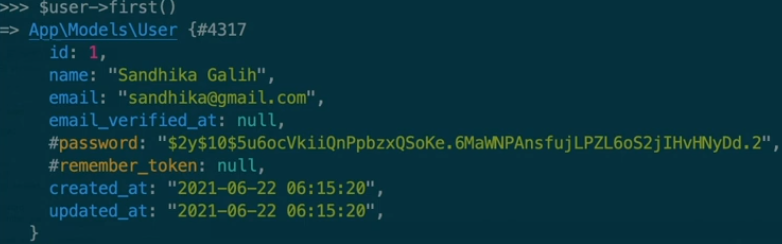 >>> $user->first()
=> App\Models\User {#4317
id: 1,
name: "Sandhika Galih",
email: "sandhika@gmail.com",
email_verified_at: null,
#password: "$2y$10$5u6ocVkiiQnPpbzxQSoKe.6MaWNPAnsfujLPZL6oS2jIHvHNyDd.2",
#remember_token: null,
created_at: "2021-06-22 06:15:20",
updated_at: "2021-06-22 06:15:20",
}